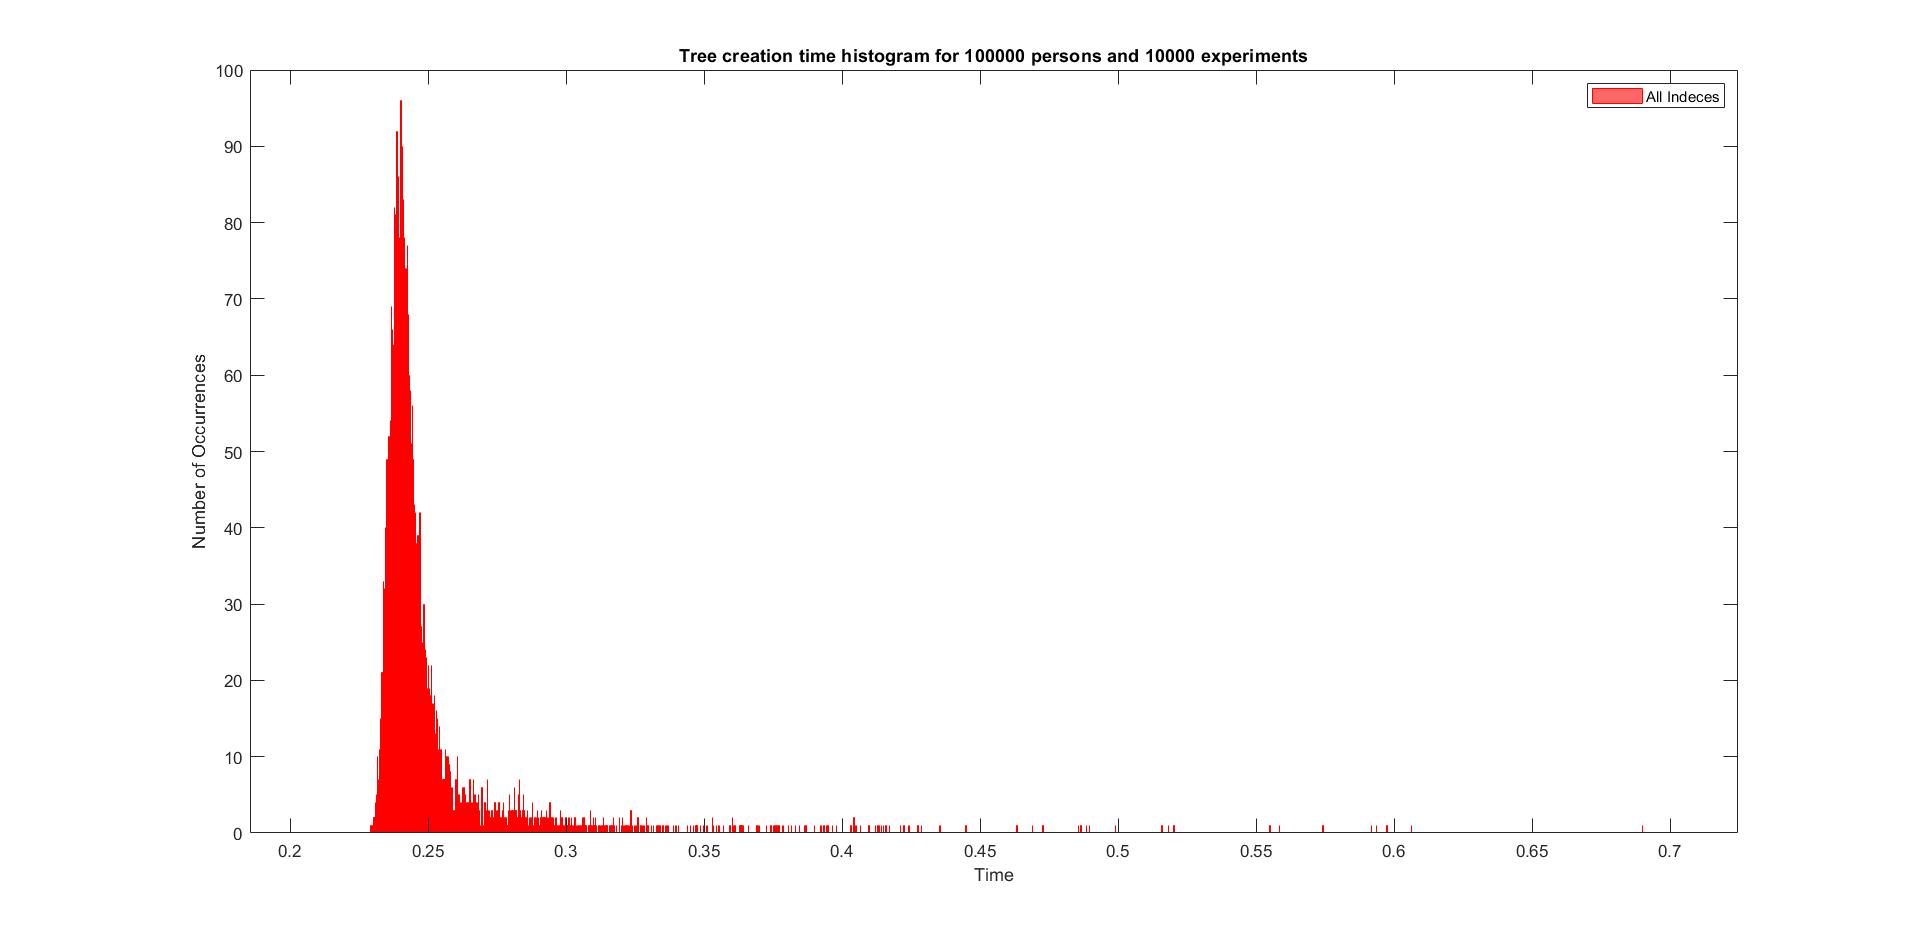 Tree creation time histogram for 100000 persons and 10000 experiments
All Indeces
Number of Occurrences
100
90
80
70
60
50
40
30
20
10
0
0.2 0.25 0.3 0.35 0.4 0.45 0.5 0.55 0.6 0.65 0.7
Time